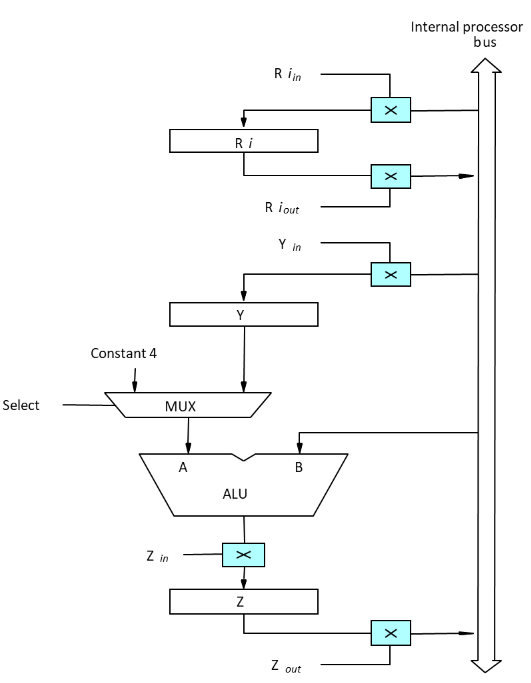 Internal processor
bus
R i in
R i
R i out
Y in
Y
Constant 4
Select
MUX
A
B
ALU
Z in
Z
Z out